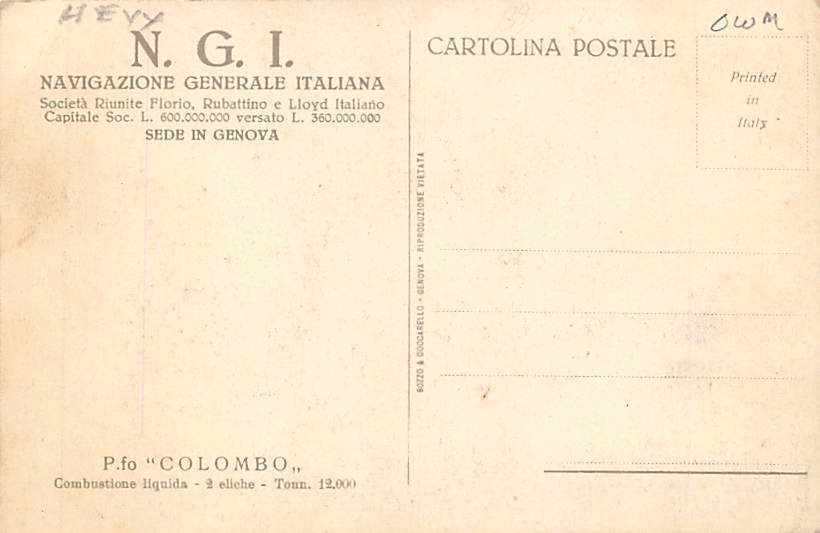 HEVY
N. G. I.
NAVIGAZIONE GENERALE ITALIANA
Società Riunite Florio, Rubattino e Lloyd Italiano
Capitale Soc. L. 600.000.000 versato L. 360.000.000
SEDE IN GENOVA
P.fo "COLOMBO„
Combustione liquida - 2 eliche - Tonn. 12.000
BOZZO & COCCARELLO - GENOVA - RIPRODUZIONE VIETATA
CARTOLINA POSTALE
OWM
Printed
in
Italy